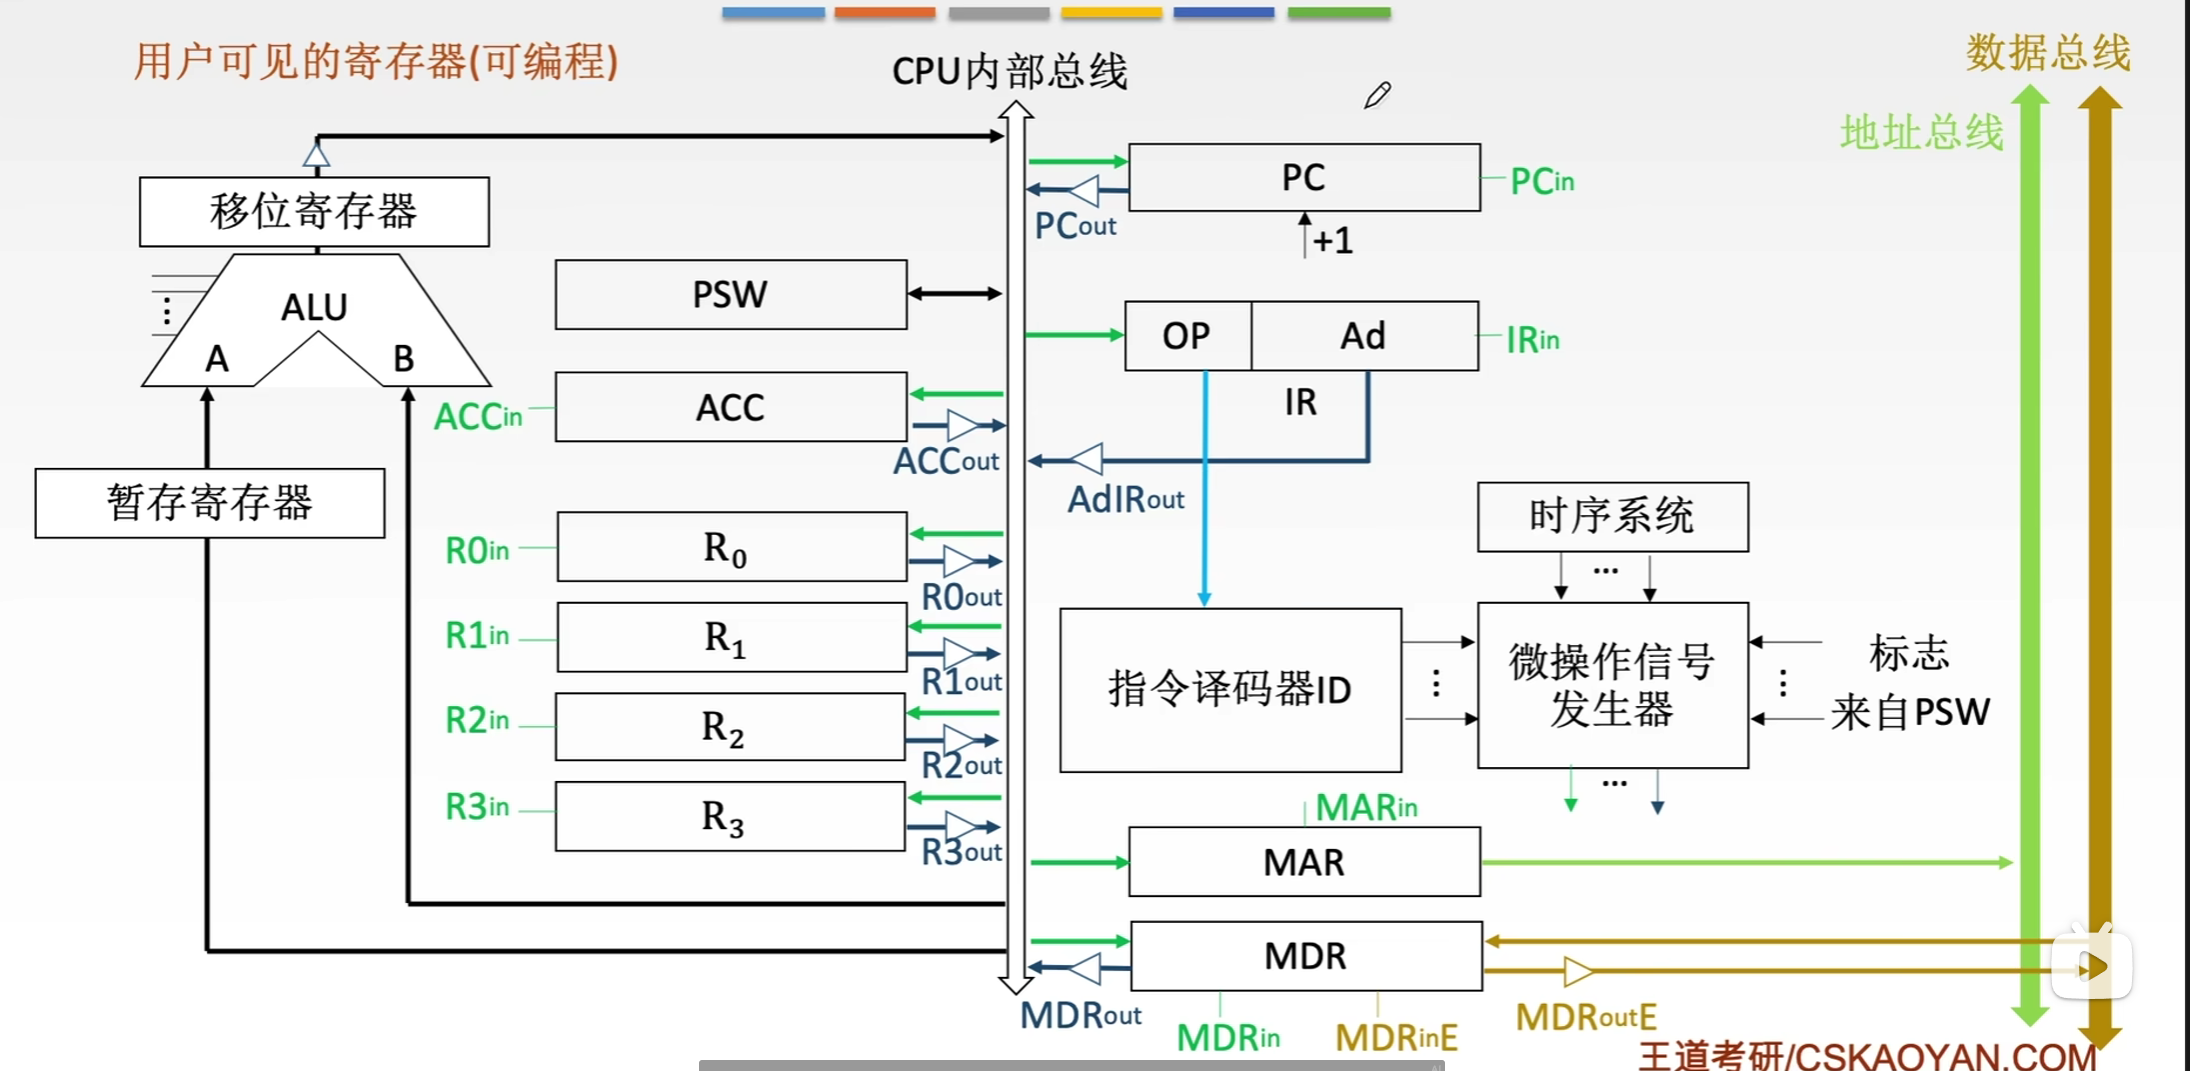 用户可见的寄存器(可编程)
CPU内部总线
数据总线
地址总线
移位寄存器
ALU
A
B
暂存寄存器
PSW
ACCin
ACC
ACCout
R0in
R₀
R0out
R1in
R₁
R1out
R2in
R₂
R2out
R3in
R₃
R3out
PC
PCin
PCout
+1
OP
Ad
IRin
IR
AdIRout
时序系统
...
指令译码器ID
⋮
微操作信号
发生器
标志
⋮
来自PSW
...
MARin
MAR
MDR
MDRout
MDRin
MDRinE
MDRoutE
王道考研/CSKAOYAN.COM